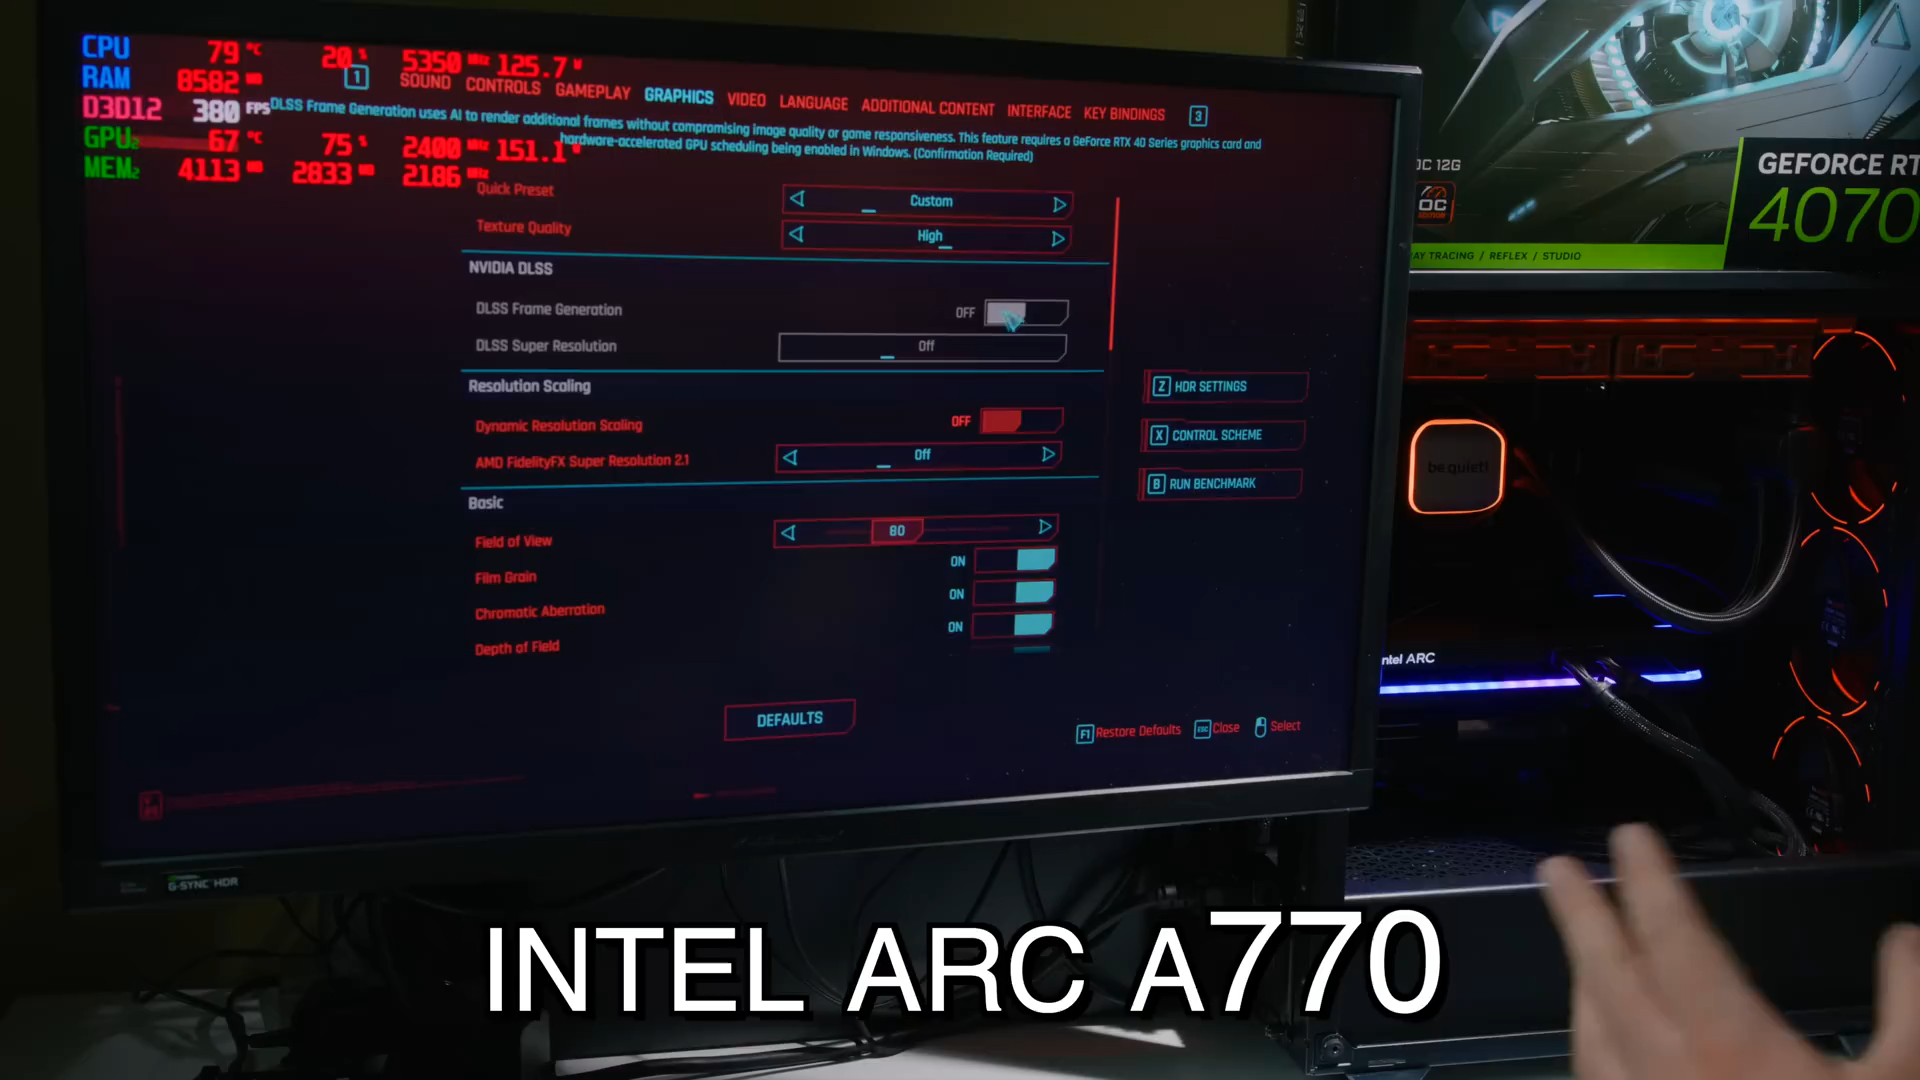 CPU 79 °C 20 % 5350 MHz 125.7 W
RAM 8582 MB
D3D12 380 FPS
GPU2 67 °C 75 % 2400 MHz 151.1 W
MEM2 4113 MB 2833 MB 2186 MHz
1 SOUND CONTROLS GAMEPLAY GRAPHICS VIDEO LANGUAGE ADDITIONAL CONTENT INTERFACE KEY BINDINGS 3
DLSS Frame Generation uses AI to render additional frames without compromising image quality or game responsiveness. This feature requires a GeForce RTX 40 Series graphics card and
hardware-accelerated GPU scheduling being enabled in Windows. (Confirmation Required)
Quick Preset Custom
Texture Quality High
NVIDIA DLSS
DLSS Frame Generation OFF
DLSS Super Resolution Off
Resolution Scaling
Dynamic Resolution Scaling OFF
AMD FidelityFX Super Resolution 2.1 Off
Basic
Field of View 80
Film Grain ON
Chromatic Aberration ON
Depth of Field ON
Z HDR SETTINGS
X CONTROL SCHEME
B RUN BENCHMARK
DEFAULTS
F1 Restore Defaults ESC Close Select
G-SYNC HDR
OC 12G
OC
EDITION
GEFORCE RT
4070
RAY TRACING / REFLEX / STUDIO
be quiet!
ntel ARC
INTEL ARC A770